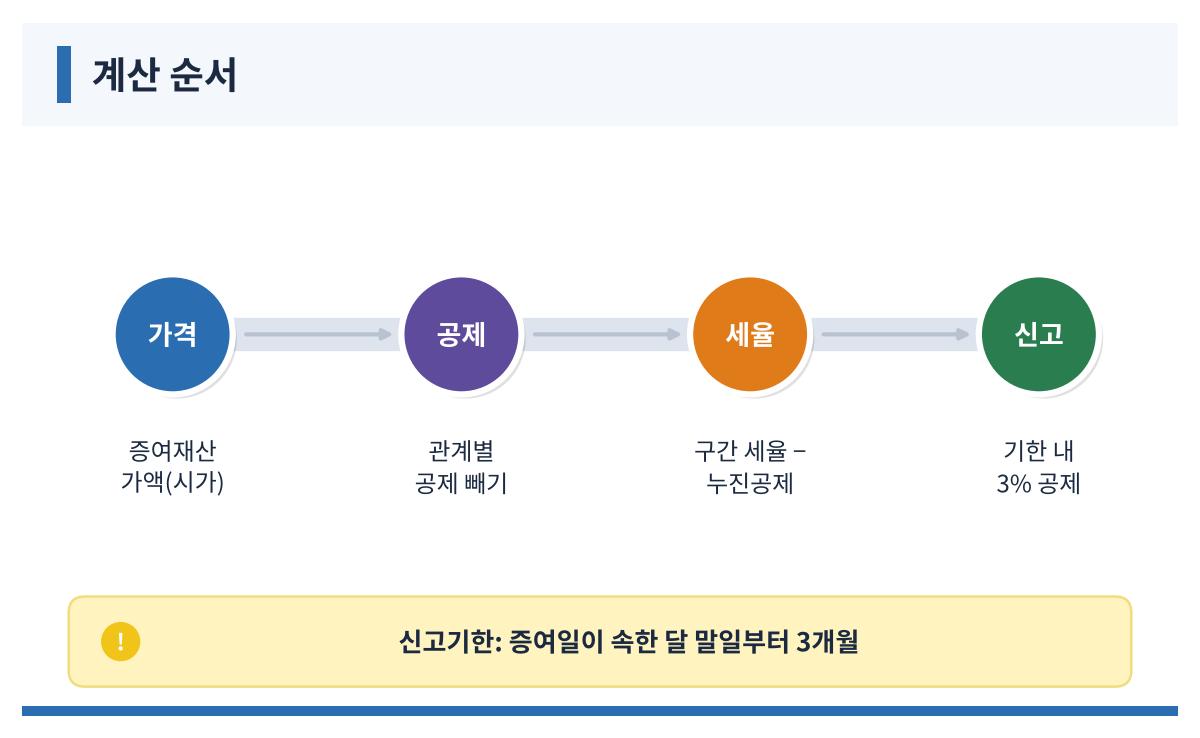 계산 순서
가격
공제
세율
신고
증여재산
가액(시가)
관계별
공제 빼기
구간 세율 −
누진공제
기한 내
3% 공제
!
신고기한: 증여일이 속한 달 말일부터 3개월